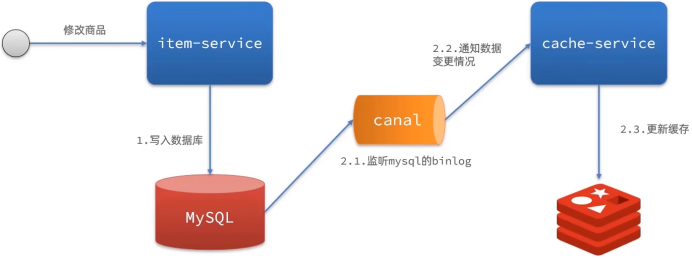 修改商品
item-service
2.2.通知数据
变更情况
cache-service
1.写入数据库
canal
2.1.监听mysql的binlog
2.3.更新缓存
MySQL